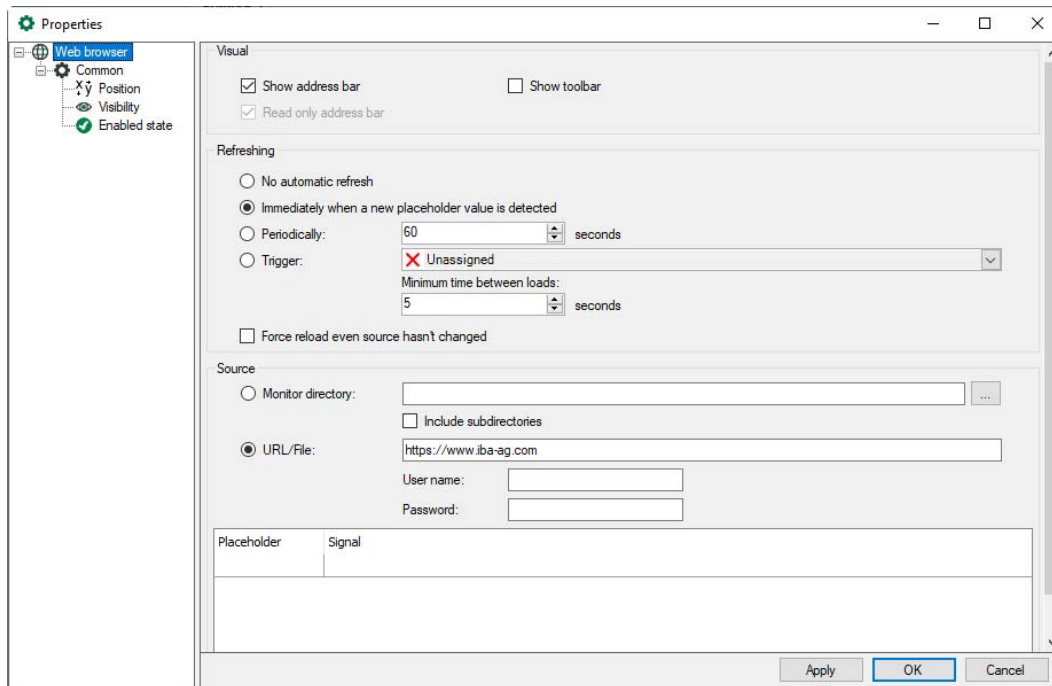 Properties
Web browser
Common
Position
Visibility
Enabled state
Visual
Show address bar
Show toolbar
Read only address bar
Refreshing
No automatic refresh
Immediately when a new placeholder value is detected
Periodically: 60 seconds
Trigger: Unassigned
Minimum time between loads:
5 seconds
Force reload even source hasn't changed
Source
Monitor directory: ...
Include subdirectories
URL/File: https://www.iba-ag.com
User name:
Password:
Placeholder Signal
Apply OK Cancel